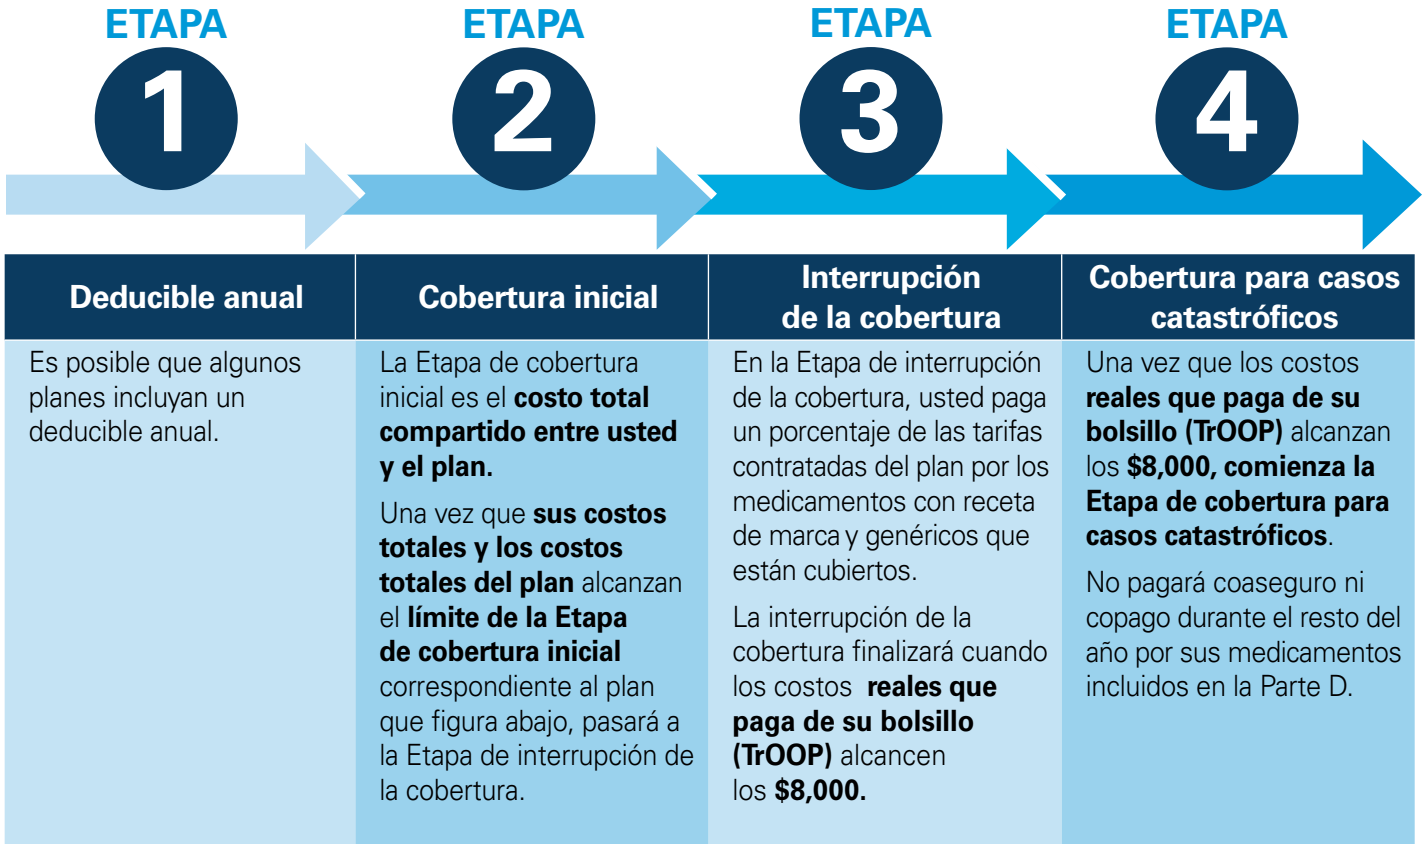 ETAPA
1
ETAPA
2
ETAPA
3
ETAPA
4
Deducible anual
Es posible que algunos
planes incluyan un
deducible anual.
Cobertura inicial
La Etapa de cobertura
inicial es el costo total
compartido entre usted
y el plan.
Una vez que sus costos
totales y los costos
totales del plan alcanzan
el límite de la Etapa
de cobertura inicial
correspondiente al plan
que figura abajo, pasará a
la Etapa de interrupción de
la cobertura.
Interrupción
de la cobertura
En la Etapa de interrupción
de la cobertura, usted paga
un porcentaje de las tarifas
contratadas del plan por los
medicamentos con receta
de marca y genéricos que
están cubiertos.
La interrupción de la
cobertura finalizará cuando
los costos reales que
paga de su bolsillo
(TrOOP) alcancen
los $8,000.
Cobertura para casos
catastróficos
Una vez que los costos
reales que paga de su
bolsillo (TrOOP) alcanzan
los $8,000, comienza la
Etapa de cobertura para
casos catastróficos.
No pagará coaseguro ni
copago durante el resto del
año por sus medicamentos
incluidos en la Parte D.